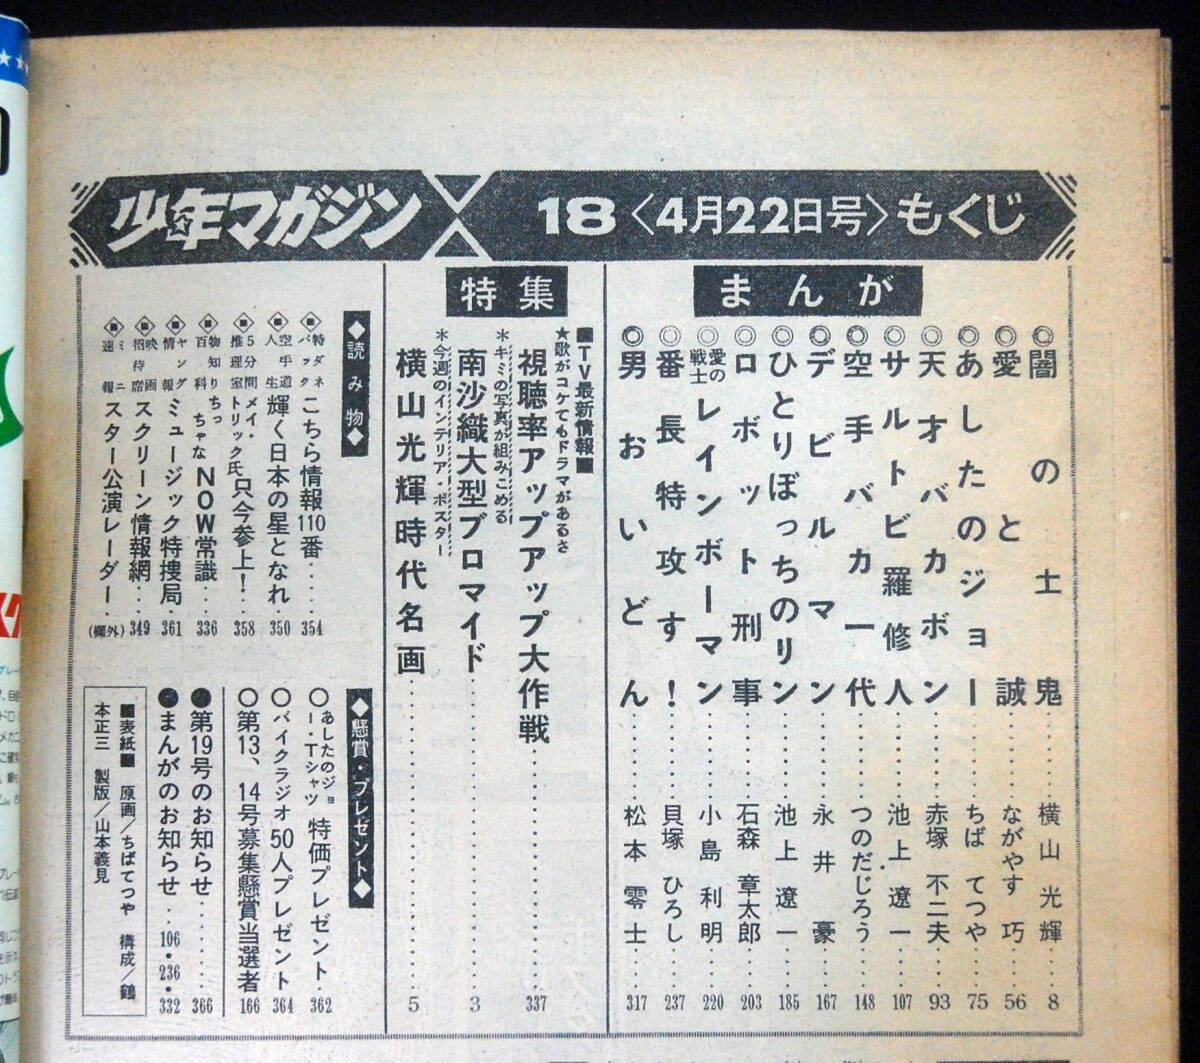 少年マガジン 18〈4月22日号〉もくじ
まんが
◎闇の土鬼……横山光輝 8
◎愛と誠……ながやす巧 56
◎あしたのジョー……ちばてつや 75
◎天才バカボン……赤塚不二夫 93
◎サルトビ羅修人……池上遼一 107
◎空手バカ一代……つのだじろう 148
◎デビルマン……永井豪 167
◎ひとりぼっちのリン……池上遼一 185
◎ロボット刑事……石森章太郎 203
◎愛の戦士レインボーマン……小島利明 220
◎番長特攻す!……貝塚ひろし 237
◎男おいどん……松本零士 317
特集
■TV最新情報■
★歌がコケてもドラマがあるさ
視聴率アップアップ大作戦……337
*キミの写真が組みこめる
南沙織大型ブロマイド……3
*今週のインテリア・ポスター
横山光輝時代名画……5
◆読み物◆
特ダネパック こちら情報110番……354
空手道人生 輝く日本の星となれ 350
5分間推理室 メイ・トリック氏只今参上!・358
物知り百科 ちっちゃなNOW常識・・336
ヤング情報 ミュージック特捜局 361
映画招待席 スクリーン情報網・・349
ミニ速報 スター公演レーダー・・(欄外)
◆懸賞・プレゼント◆
○あしたのジョー・Tシャツ 特価プレゼント・・362
○バイクラジオ50人プレゼント 364
○第13、14号募集懸賞当選者 166
●第19号のお知らせ……366
●まんがのお知らせ・・・106・236・332
■表紙■ 原画/ちばてつや 構成/鶴
本正三 製版/山本義見